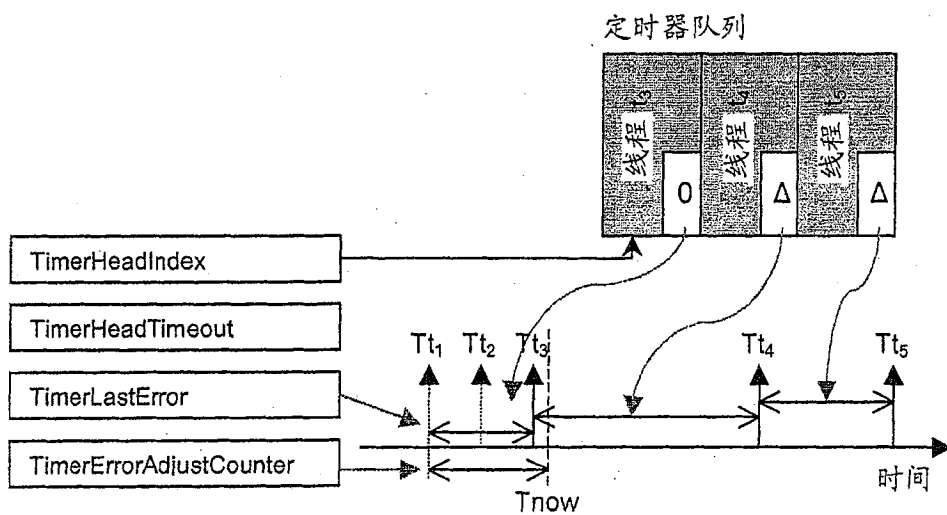 定时器队列
线程 t₃
线程 t₄
线程 t₅
0
Δ
Δ
TimerHeadIndex
TimerHeadTimeout
TimerLastError
TimerErrorAdjustCounter
Tt₁
Tt₂
Tt₃
Tt₄
Tt₅
时间
Tnow